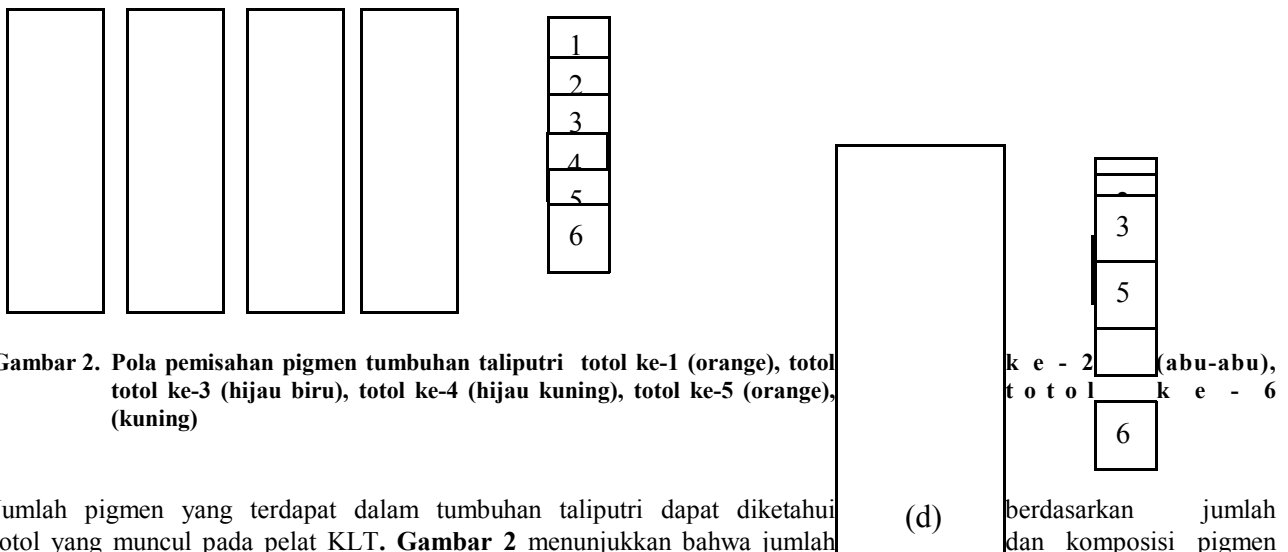 1
2
3
4
5
6
3
5
6
Gambar 2. Pola pemisahan pigmen tumbuhan taliputri totol ke-1 (orange), totol k e - 2 (abu-abu),
totol ke-3 (hijau biru), totol ke-4 (hijau kuning), totol ke-5 (orange), t o t o l k e - 6
(kuning)
Jumlah pigmen yang terdapat dalam tumbuhan taliputri dapat diketahui berdasarkan jumlah
totol yang muncul pada pelat KLT. Gambar 2 menunjukkan bahwa jumlah dan komposisi pigmen
(d)